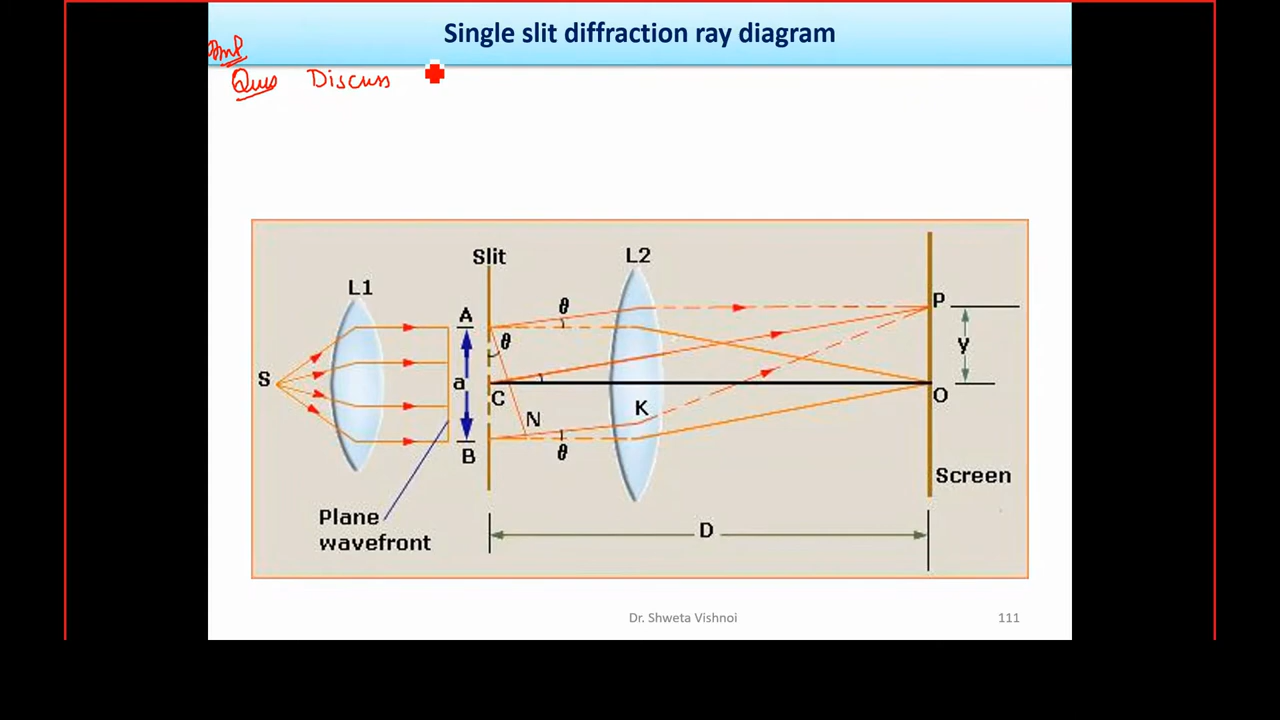 Single slit diffraction ray diagram
Imp
Ques Discuss
Slit
L2
L1
θ
P
A
θ
y
S
a
C
O
K
N
B
θ
Screen
Plane
wavefront
D
Dr. Shweta Vishnoi 111